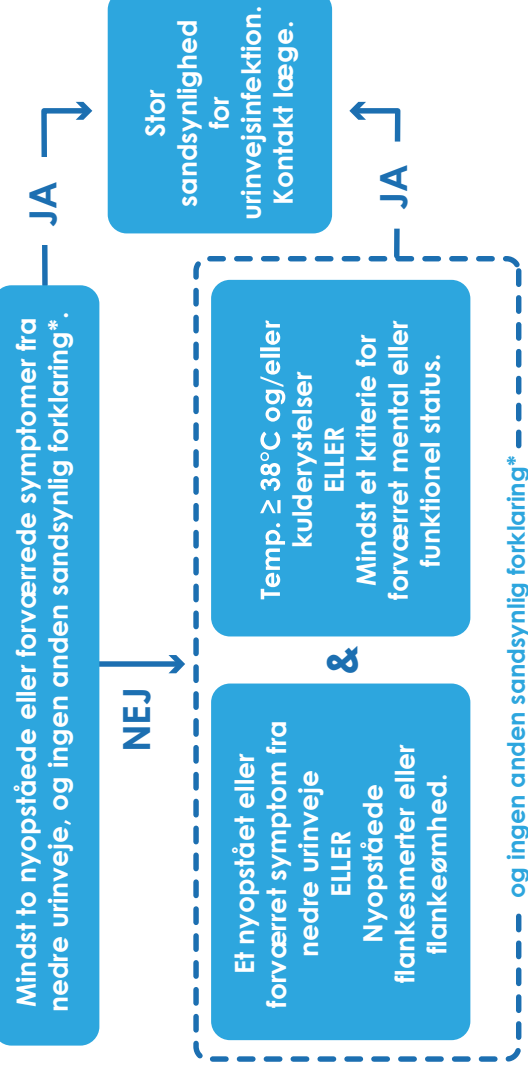 Mindst to nyopståede eller forværrede symptomer fra
nedre urinveje, og ingen anden sandsynlig forklaring*.
JA
Stor
sandsynlighed
for
urinvejsinfektion.
Kontakt læge.
NEJ
Et nyopstået eller
forværret symptom fra
nedre urinveje
ELLER
Nyopståede
flankesmerter eller
flankeømhed.
&
Temp. ≥ 38°C og/eller
kulderystelser
ELLER
Mindst et kriterie for
forværret mental eller
funktionel status.
JA
og ingen anden sandsynlig forklaring*